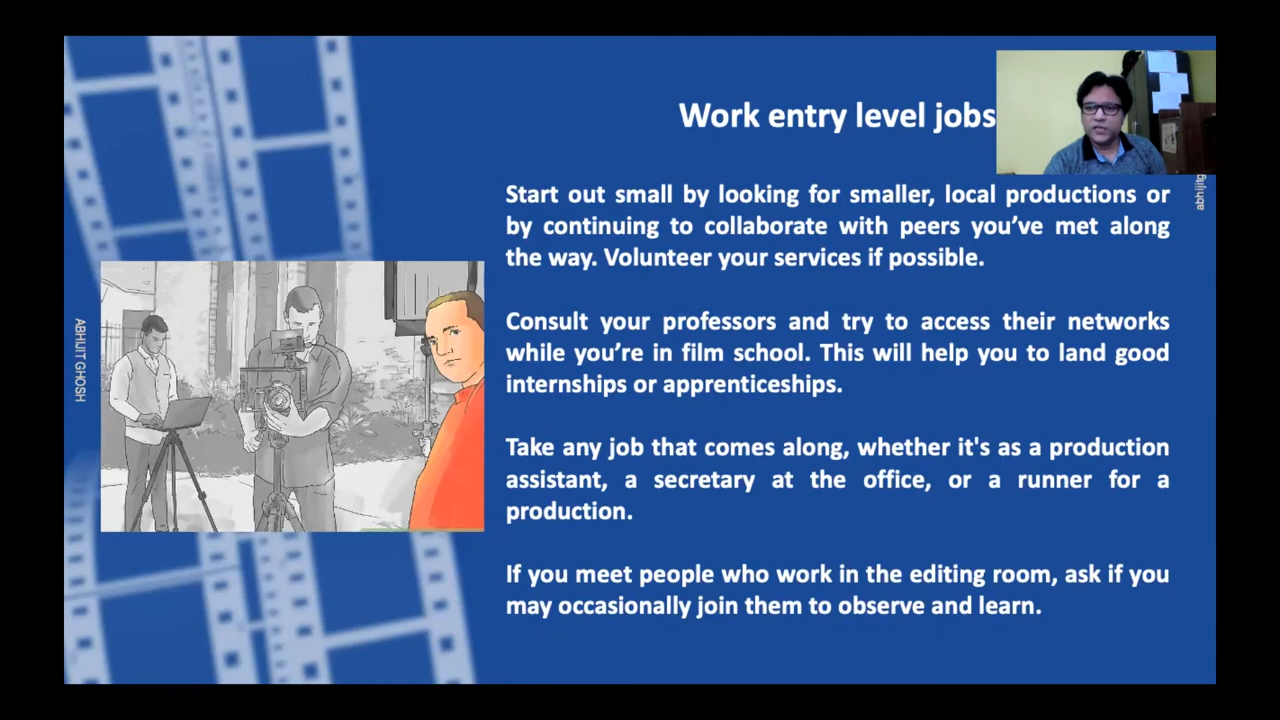 Work entry level jobs
Start out small by looking for smaller, local productions or
by continuing to collaborate with peers you’ve met along
the way. Volunteer your services if possible.
Consult your professors and try to access their networks
while you’re in film school. This will help you to land good
internships or apprenticeships.
Take any job that comes along, whether it's as a production
assistant, a secretary at the office, or a runner for a
production.
If you meet people who work in the editing room, ask if you
may occasionally join them to observe and learn.
ABHIJIT GHOSH
abhijitg